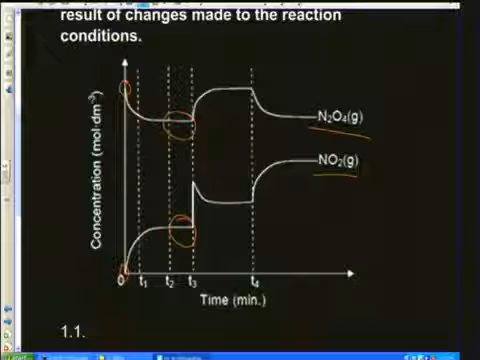 result of changes made to the reaction
conditions.
Concentration (mol·dm⁻³)
N₂O₄(g)
NO₂(g)
0 t₁ t₂ t₃ t₄
Time (min.)
1.1.